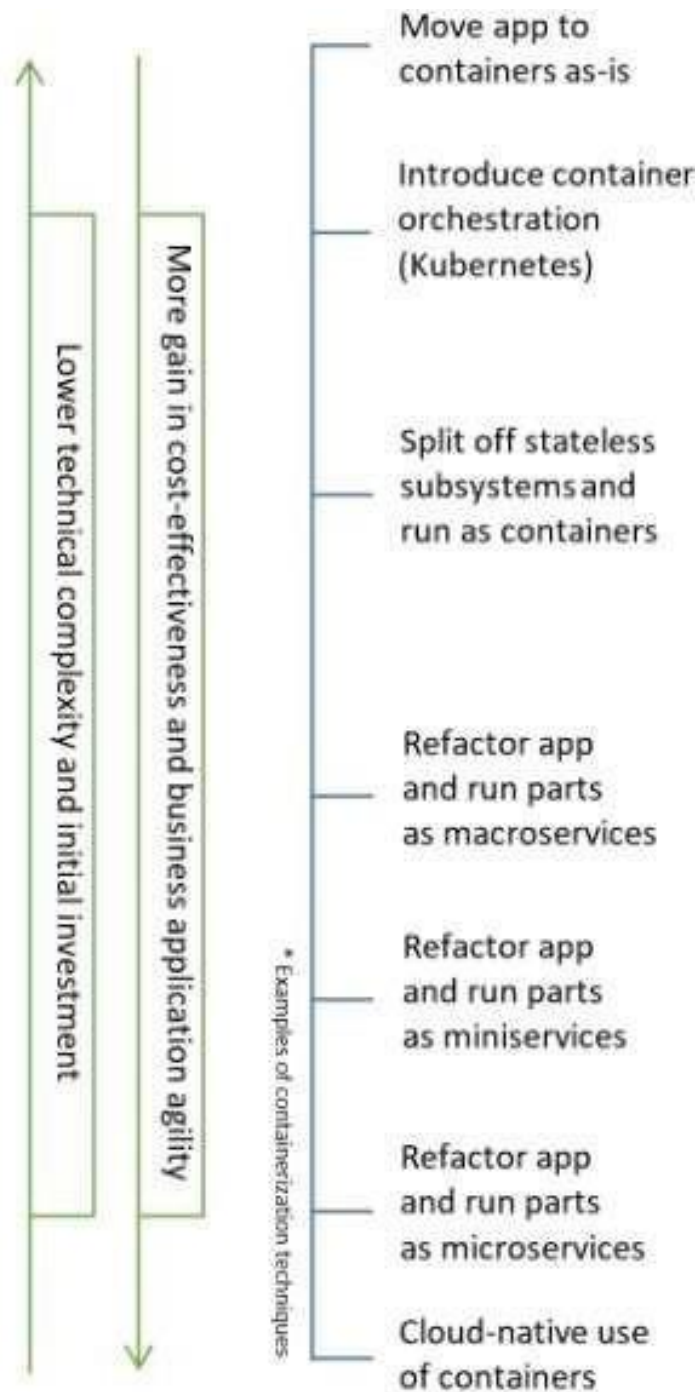 Move app to
containers as-is
Introduce container
orchestration
(Kubernetes)
Split off stateless
subsystems and
run as containers
Refactor app
and run parts
as macroservices
Refactor app
and run parts
as miniservices
Refactor app
and run parts
as microservices
Cloud-native use
of containers
Lower technical complexity and initial investment
More gain in cost-effectiveness and business application agility
* Examples of containerization techniques